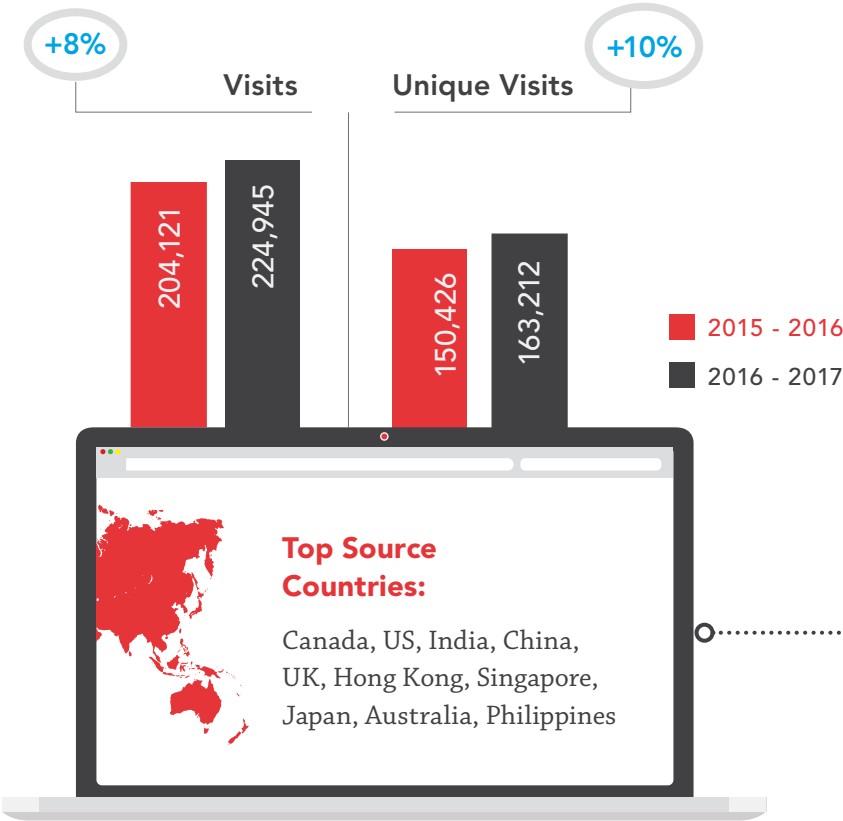 +8%
+10%
Visits
Unique Visits
204,121
224,945
150,426
163,212
2015 - 2016
2016 - 2017
Top Source
Countries:
Canada, US, India, China,
UK, Hong Kong, Singapore,
Japan, Australia, Philippines